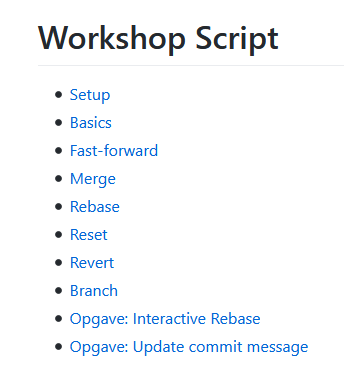 Workshop Script
Setup
Basics
Fast-forward
Merge
Rebase
Reset
Revert
Branch
Opgave: Interactive Rebase
Opgave: Update commit message